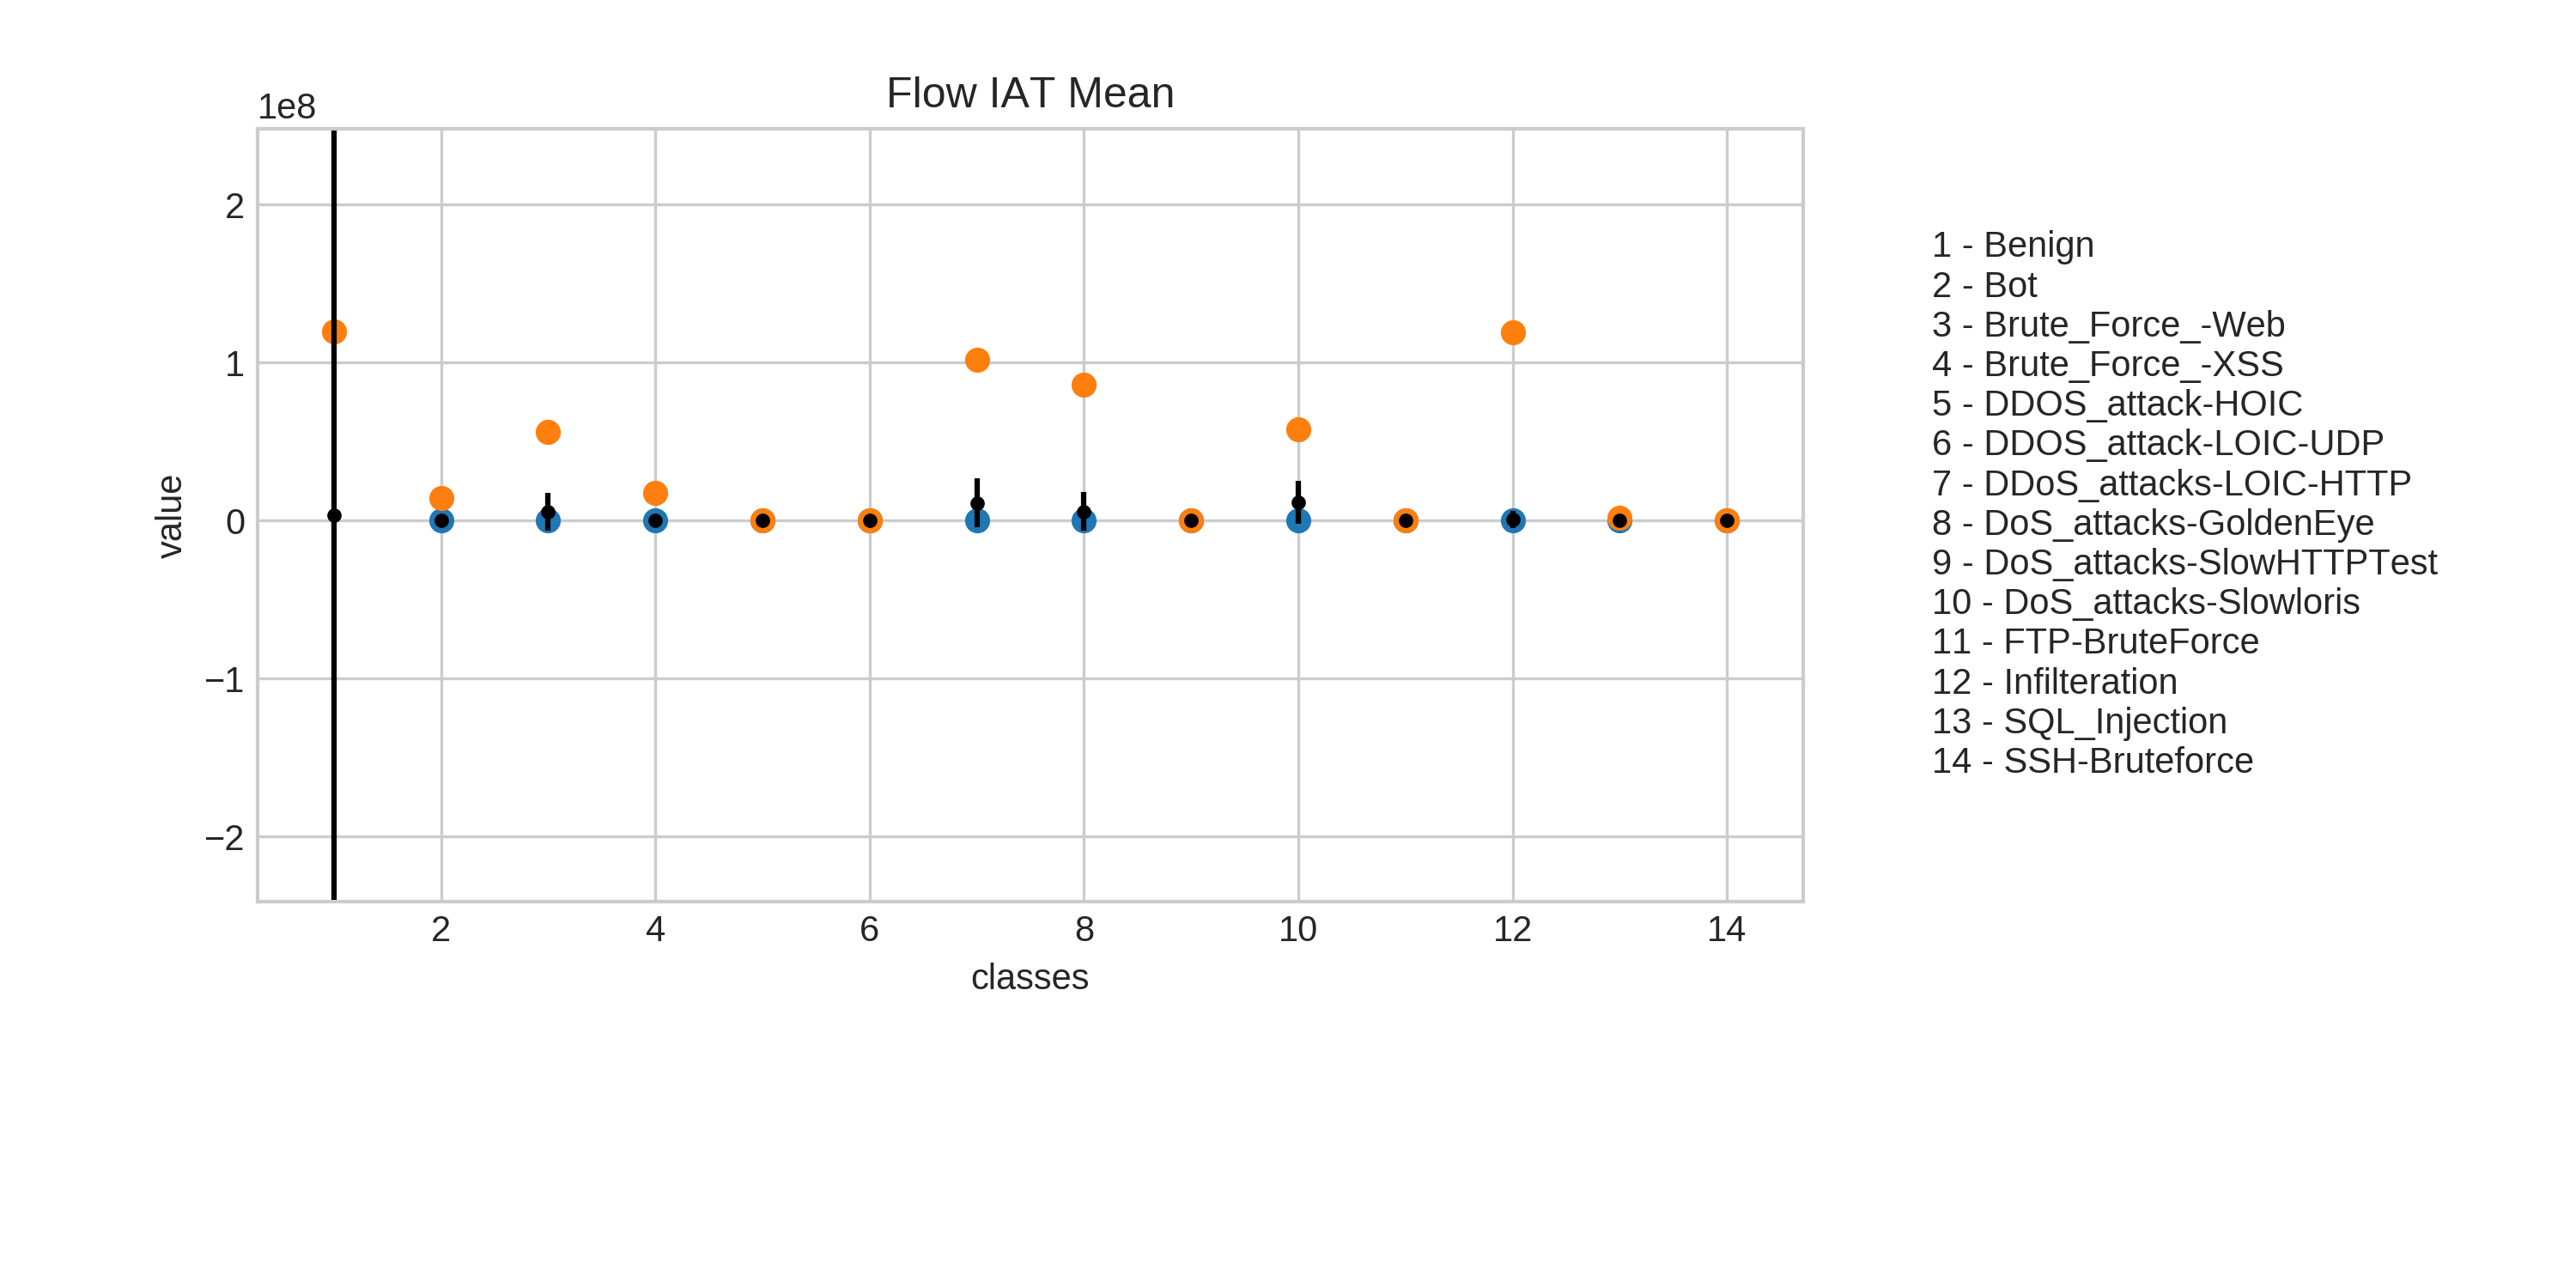 Flow IAT Mean
1e8
2
1
0
−1
−2
value
2 4 6 8 10 12 14
classes
1 - Benign
2 - Bot
3 - Brute_Force_-Web
4 - Brute_Force_-XSS
5 - DDOS_attack-HOIC
6 - DDOS_attack-LOIC-UDP
7 - DDoS_attacks-LOIC-HTTP
8 - DoS_attacks-GoldenEye
9 - DoS_attacks-SlowHTTPTest
10 - DoS_attacks-Slowloris
11 - FTP-BruteForce
12 - Infilteration
13 - SQL_Injection
14 - SSH-Bruteforce